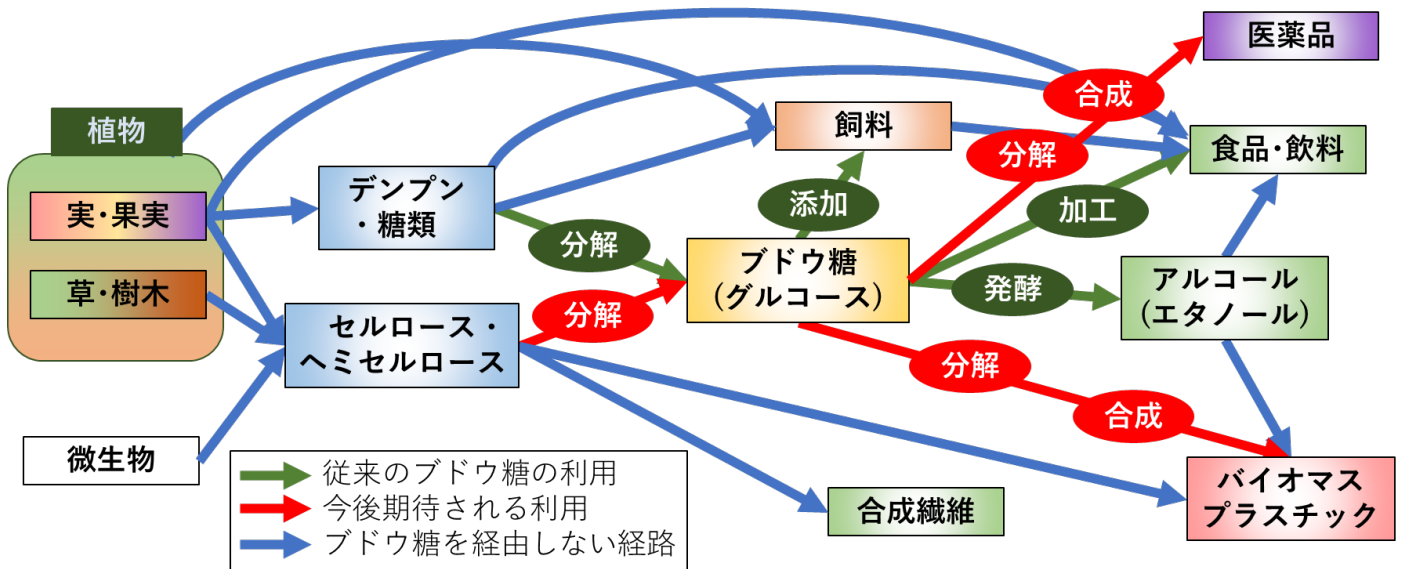 医薬品
合成
植物
飼料
分解
食品・飲料
実・果実
デンプン
・糖類
添加
加工
分解
草・樹木
ブドウ糖
(グルコース)
発酵
アルコール
(エタノール)
分解
セルロース・
ヘミセルロース
分解
合成
微生物
従来のブドウ糖の利用
今後期待される利用
ブドウ糖を経由しない経路
合成繊維
バイオマス
プラスチック